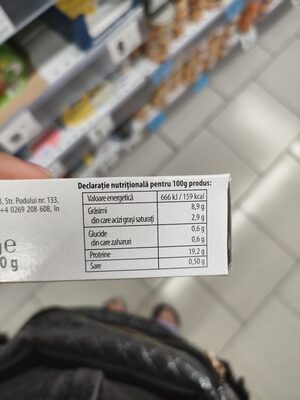 Declarație nutrițională pentru 100g produs:
Valoare energetică 666 kJ / 159 kcal
Grăsimi 8,9 g
din care acizi grași saturați 2,9 g
Glucide 0,6 g
din care zaharuri 0,6 g
Proteine 19,2 g
Sare 0,50 g
, Str. Podului nr. 133,
+4 0269 208 608, in
e
0 g